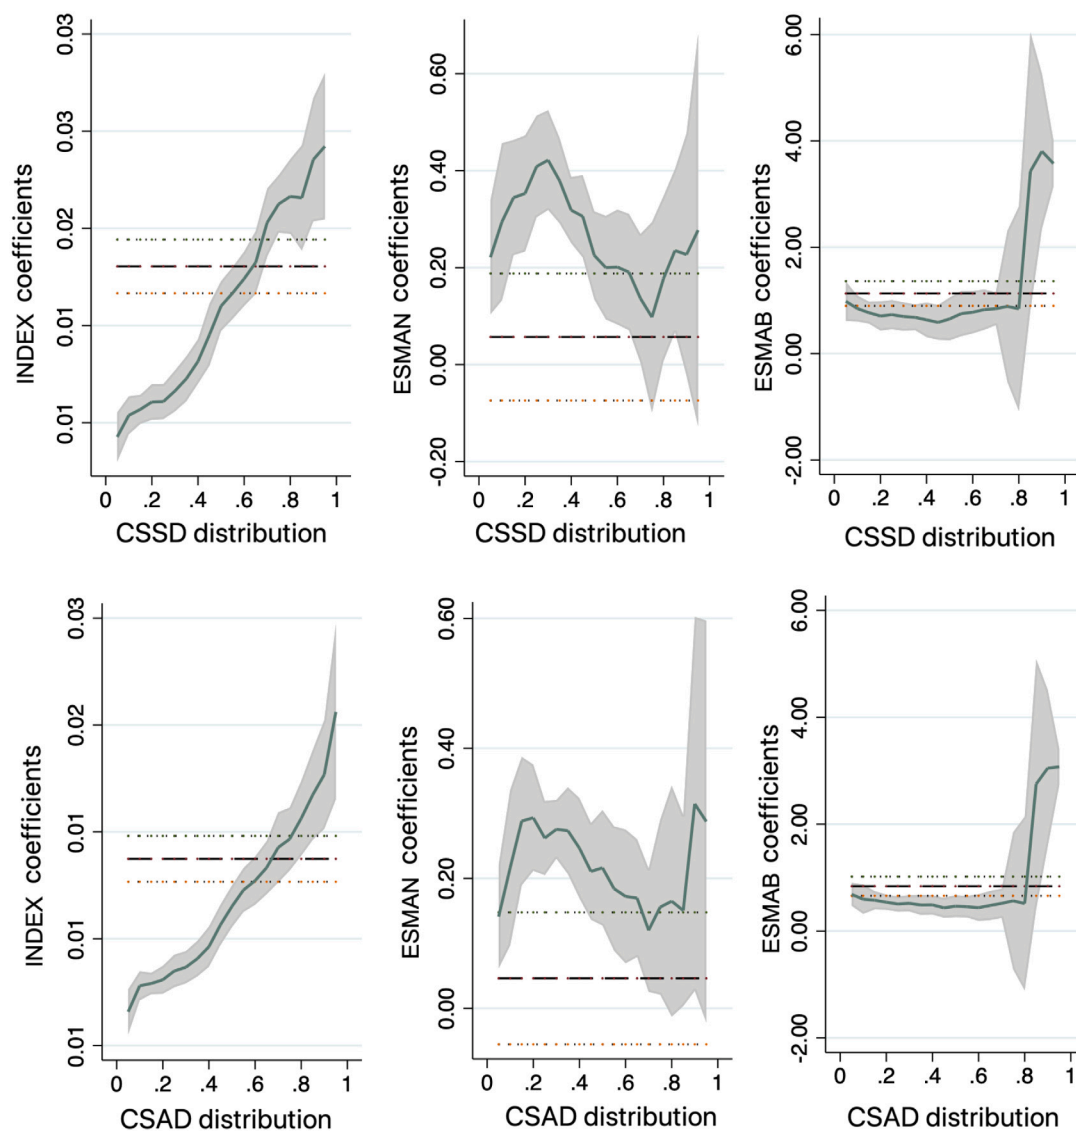 INDEX coefficients
0.03
0.03
0.02
0.01
0.01
0 .2 .4 .6 .8 1
CSSD distribution
ESMAN coefficients
0.60
0.40
0.20
0.00
-0.20
0 .2 .4 .6 .8 1
CSSD distribution
ESMAB coefficients
6.00
4.00
2.00
0.00
-2.00
0 .2 .4 .6 .8 1
CSSD distribution
INDEX coefficients
0.03
0.02
0.01
0.01
0.01
0 .2 .4 .6 .8 1
CSAD distribution
ESMAN coefficients
0.60
0.40
0.20
0.00
0 .2 .4 .6 .8 1
CSAD distribution
ESMAB coefficients
6.00
4.00
2.00
0.00
-2.00
0 .2 .4 .6 .8 1
CSAD distribution